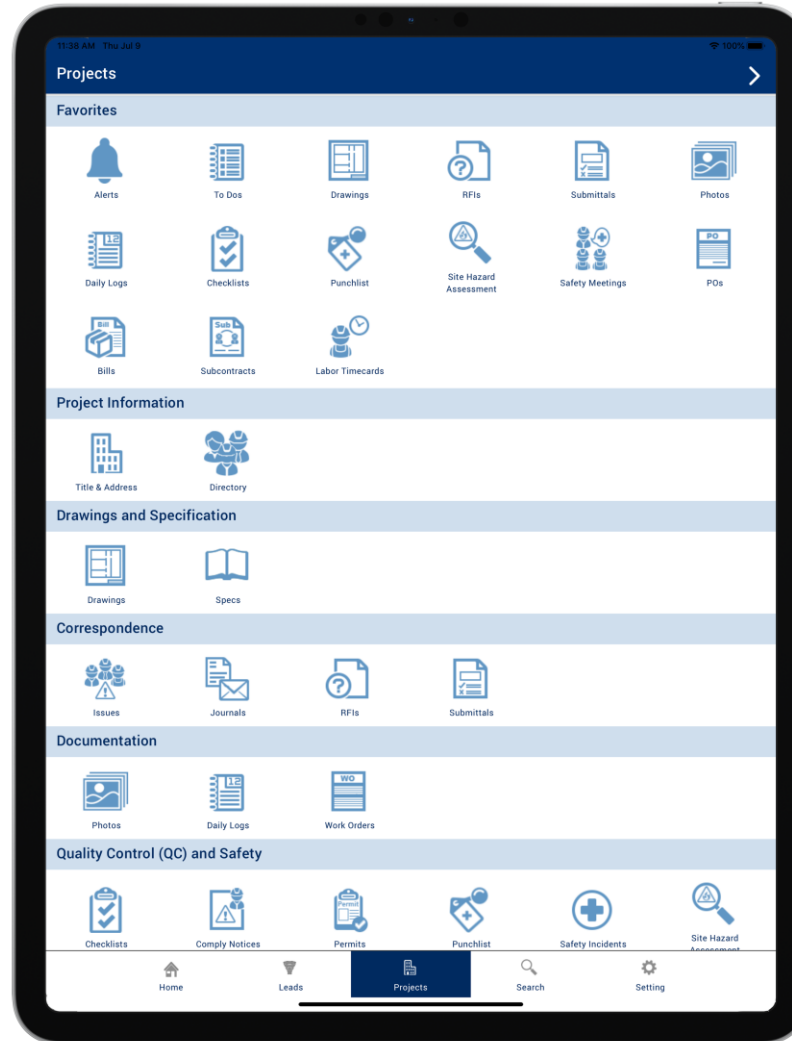 11:38 AM Thu Jul 9
100%
Projects
Favorites
Alerts
To Dos
Drawings
RFIs
Submittals
Photos
12
PO
Daily Logs
Checklists
Punchlist
Site Hazard
Assessment
Safety Meetings
POs
Bill
Sub
Bills
Subcontracts
Labor Timecards
Project Information
Title & Address
Directory
Drawings and Specification
Drawings
Specs
Correspondence
Issues
Journals
RFIs
Submittals
Documentation
12
WO
Photos
Daily Logs
Work Orders
Quality Control (QC) and Safety
Permit
Checklists
Comply Notices
Permits
Punchlist
Safety Incidents
Site Hazard
Assessment
Home
Leads
Projects
Search
Setting